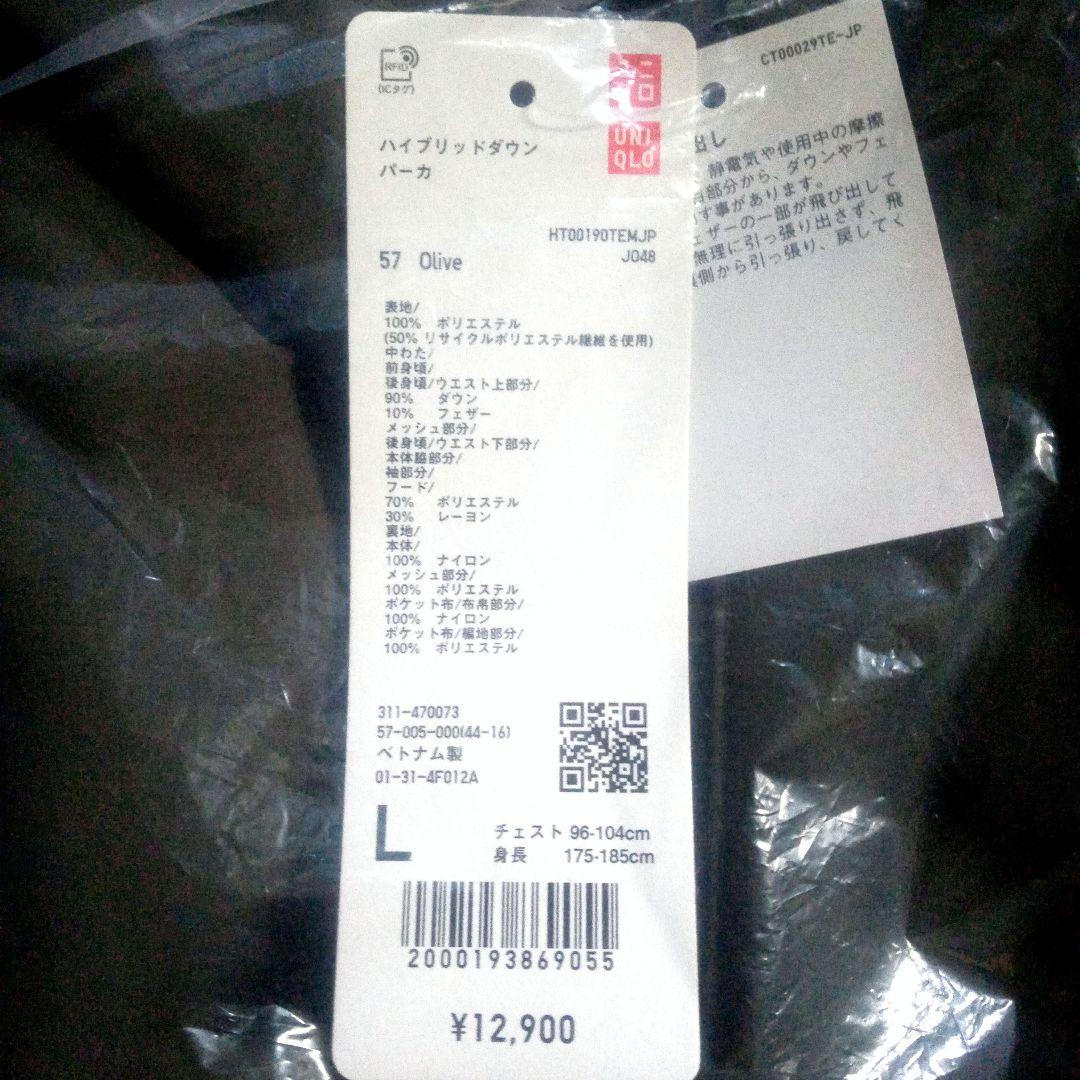 RFID
(ICタグ)
ユニ
クロ
UNI
QLO
ハイブリッドダウン
パーカ
HT00190TEMJP
J048
57 Olive
表地/
100% ポリエステル
(50% リサイクルポリエステル繊維を使用)
中わた/
前身頃/
後身頃/ウエスト上部分/
90% ダウン
10% フェザー
メッシュ部分/
後身頃/ウエスト下部分/
本体脇部分/
袖部分/
フード/
70% ポリエステル
30% レーヨン
裏地/
本体/
100% ナイロン
メッシュ部分/
100% ポリエステル
ポケット布/布帛部分/
100% ナイロン
ポケット布/編地部分/
100% ポリエステル
311-470073
57-005-000(44-16)
ベトナム製
01-31-4F012A
L
チェスト 96-104cm
身長 175-185cm
2000193869055
¥12,900
CT00029TE-JP
出し
静電気や使用中の摩擦
部分から、ダウンやフェ
す事があります。
ェザーの一部が飛び出して
無理に引っ張り出さず、飛
側から引っ張り、戻してく